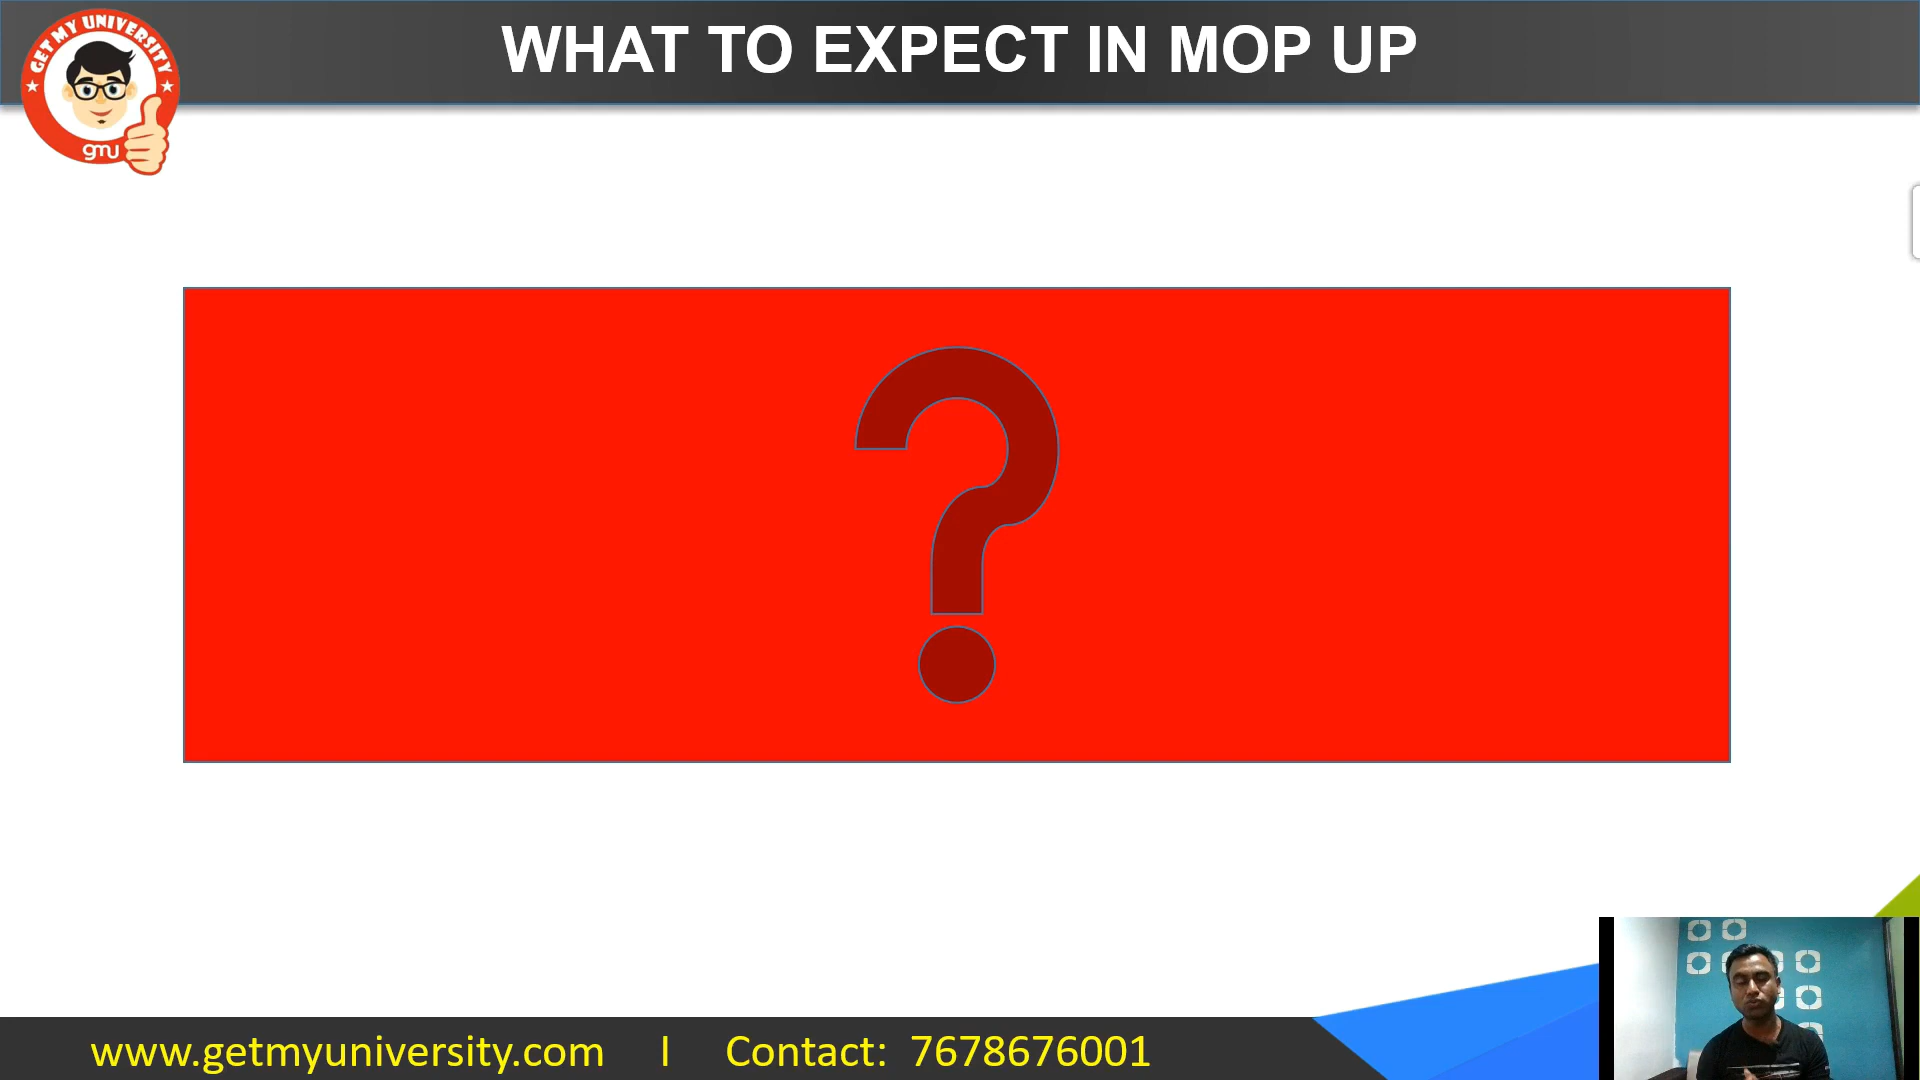 WHAT TO EXPECT IN MOP UP
GET MY UNIVERSITY
gmu
?
www.getmyuniversity.com I Contact: 7678676001